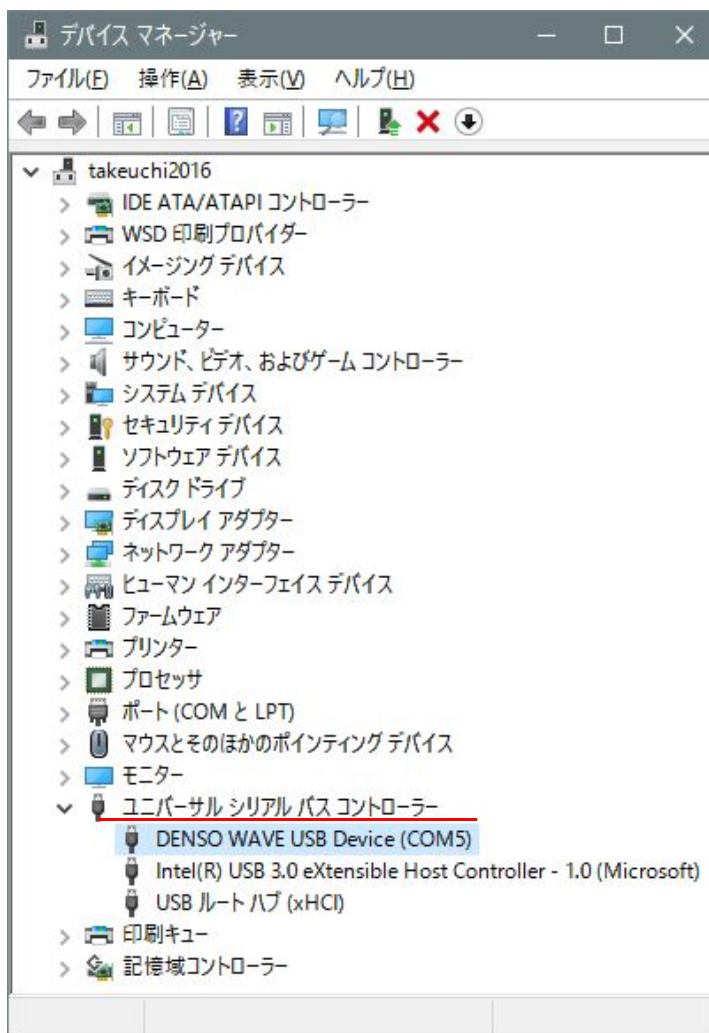 デバイス マネージャー
ファイル(F) 操作(A) 表示(V) ヘルプ(H)
takeuchi2016
IDE ATA/ATAPI コントローラー
WSD 印刷プロバイダー
イメージング デバイス
キーボード
コンピューター
サウンド、ビデオ、およびゲーム コントローラー
システム デバイス
セキュリティ デバイス
ソフトウェア デバイス
ディスク ドライブ
ディスプレイ アダプター
ネットワーク アダプター
ヒューマン インターフェイス デバイス
ファームウェア
プリンター
プロセッサ
ポート (COM と LPT)
マウスとそのほかのポインティング デバイス
モニター
ユニバーサル シリアル バス コントローラー
DENSO WAVE USB Device (COM5)
Intel(R) USB 3.0 eXtensible Host Controller - 1.0 (Microsoft)
USB ルート ハブ (xHCI)
印刷キュー
記憶域コントローラー